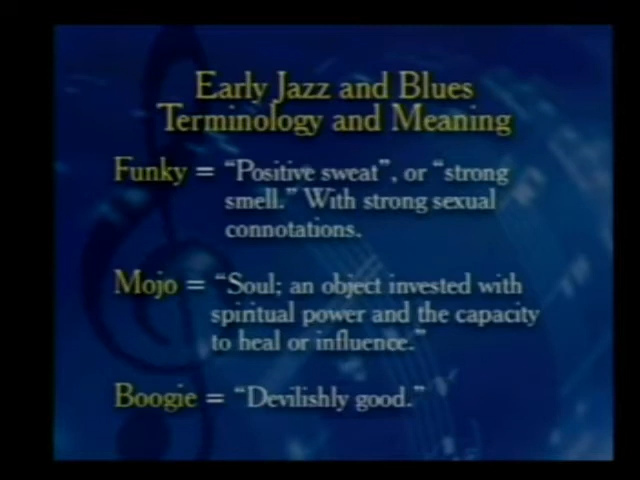 Early Jazz and Blues
Terminology and Meaning
Funky = “Positive sweat”, or “strong
smell.” With strong sexual
connotations.
Mojo = “Soul; an object invested with
spiritual power and the capacity
to heal or influence.”
Boogie = “Devilishly good.”